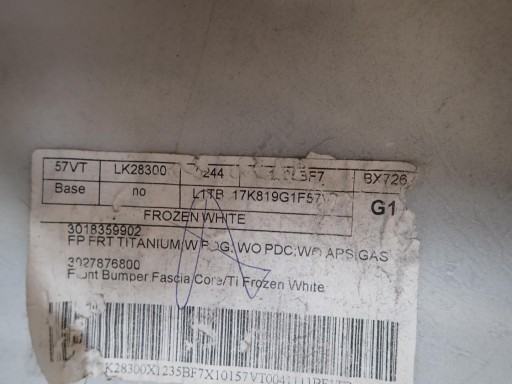 57VT LK28300 244 BX726
Base no L1TB 17K819G1F57 G1
FROZEN WHITE
3018359902
FP FRT TITANIUM;W FOG; WO PDC;WO APS;GAS
3027876800
Front Bumper Fascia Core/Ti Frozen White